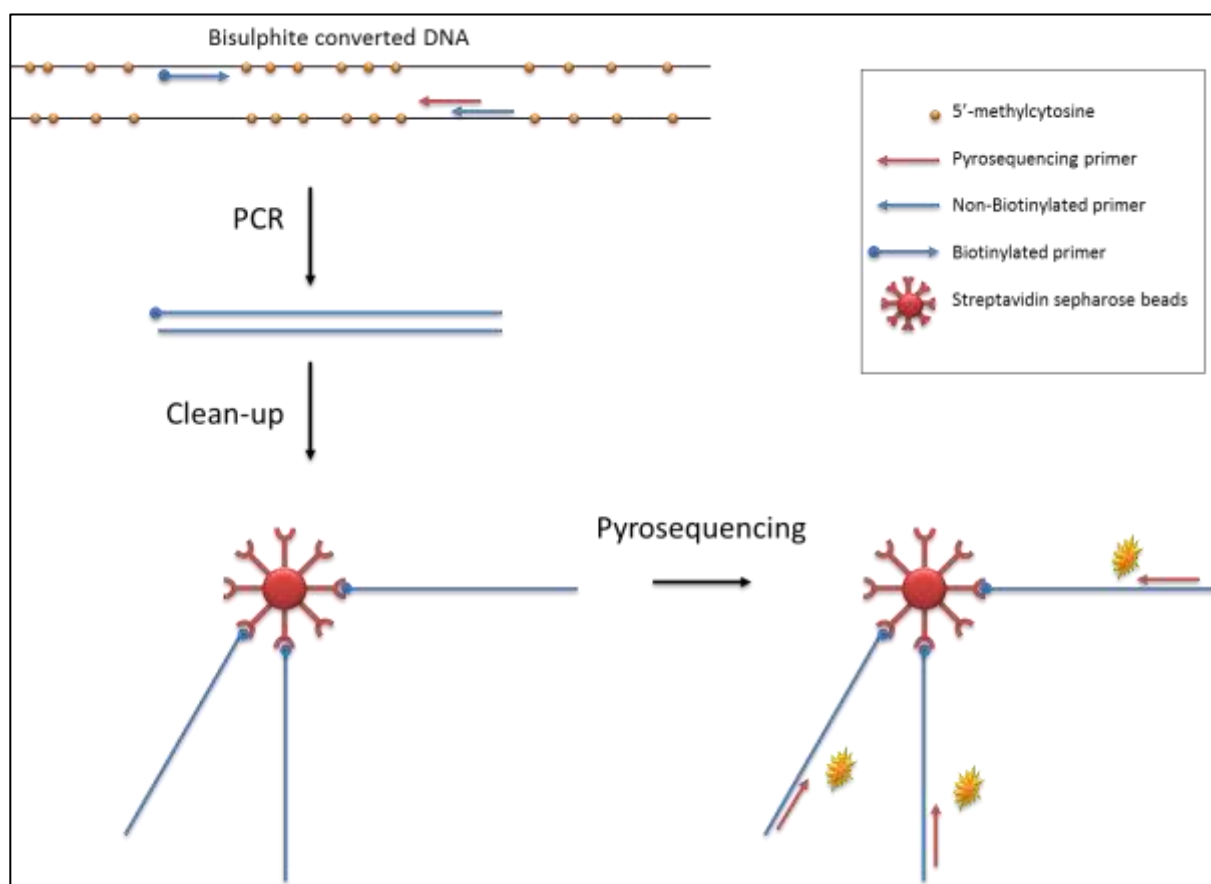 Bisulphite converted DNA
5′-methylcytosine
Pyrosequencing primer
Non-Biotinylated primer
Biotinylated primer
Streptavidin sepharose beads
PCR
Clean-up
Pyrosequencing